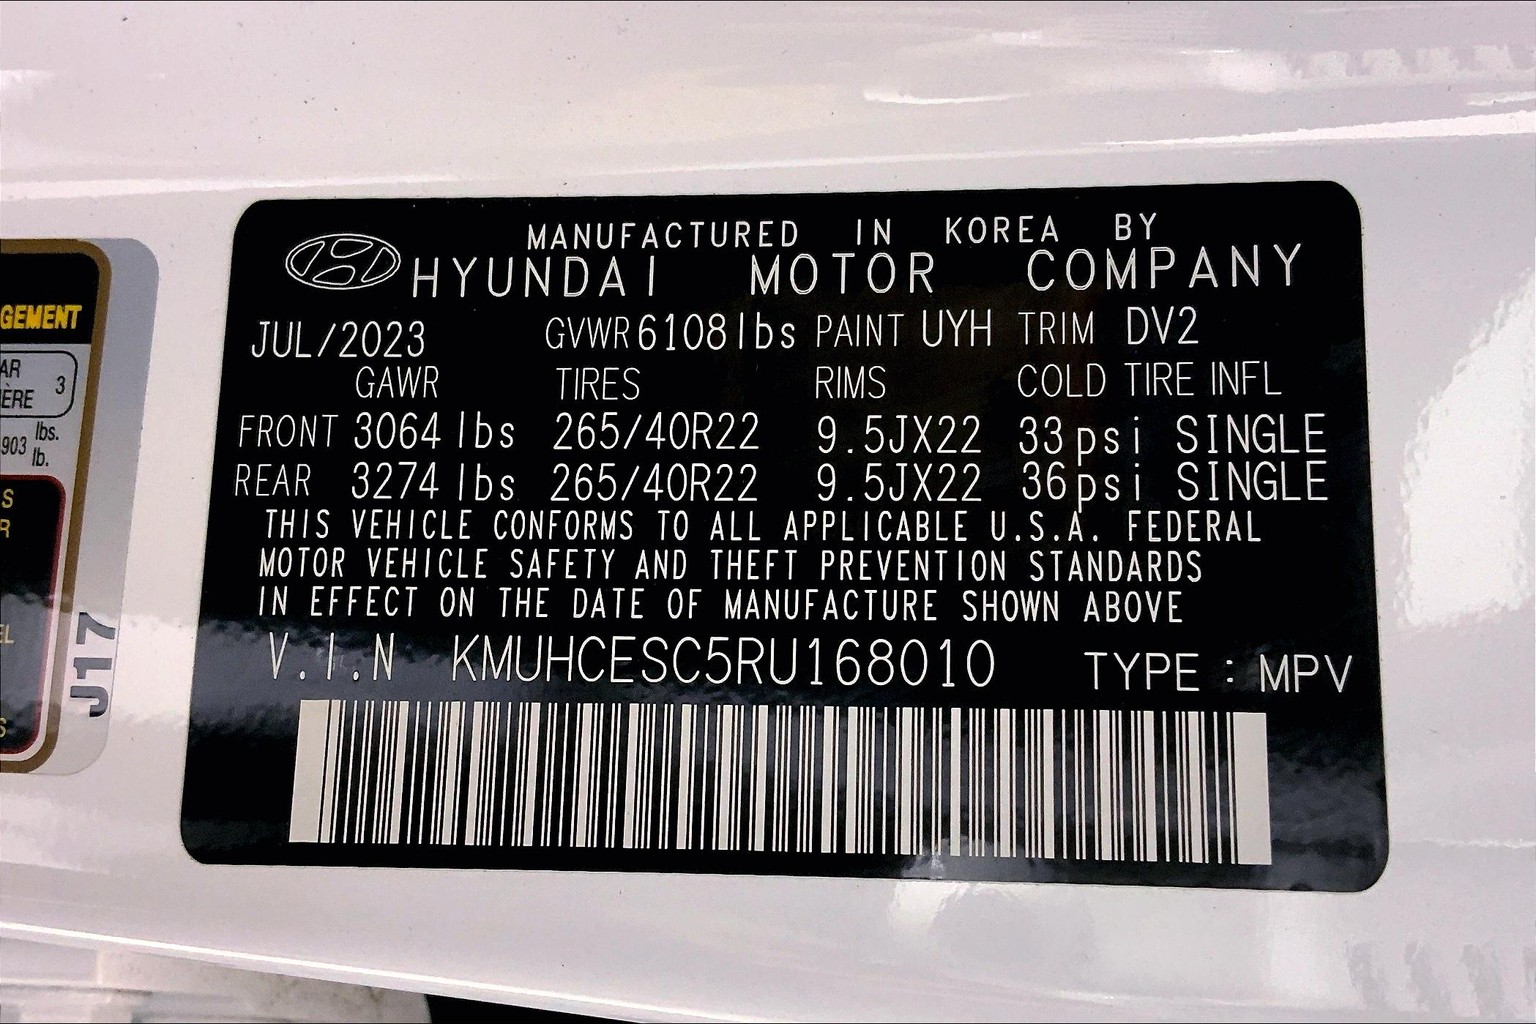 MANUFACTURED IN KOREA BY
HYUNDAI MOTOR COMPANY
JUL/2023 GVWR 6108lbs PAINT UYH TRIM DV2
GAWR TIRES RIMS COLD TIRE INFL
FRONT 3064 lbs 265/40R22 9.5JX22 33psi SINGLE
REAR 3274 lbs 265/40R22 9.5JX22 36psi SINGLE
THIS VEHICLE CONFORMS TO ALL APPLICABLE U.S.A. FEDERAL
MOTOR VEHICLE SAFETY AND THEFT PREVENTION STANDARDS
IN EFFECT ON THE DATE OF MANUFACTURE SHOWN ABOVE
V.I.N KMUHCESC5RU168010 TYPE : MPV
GEMENT
AR
IÈRE 3
903 lbs.
lb.
J17